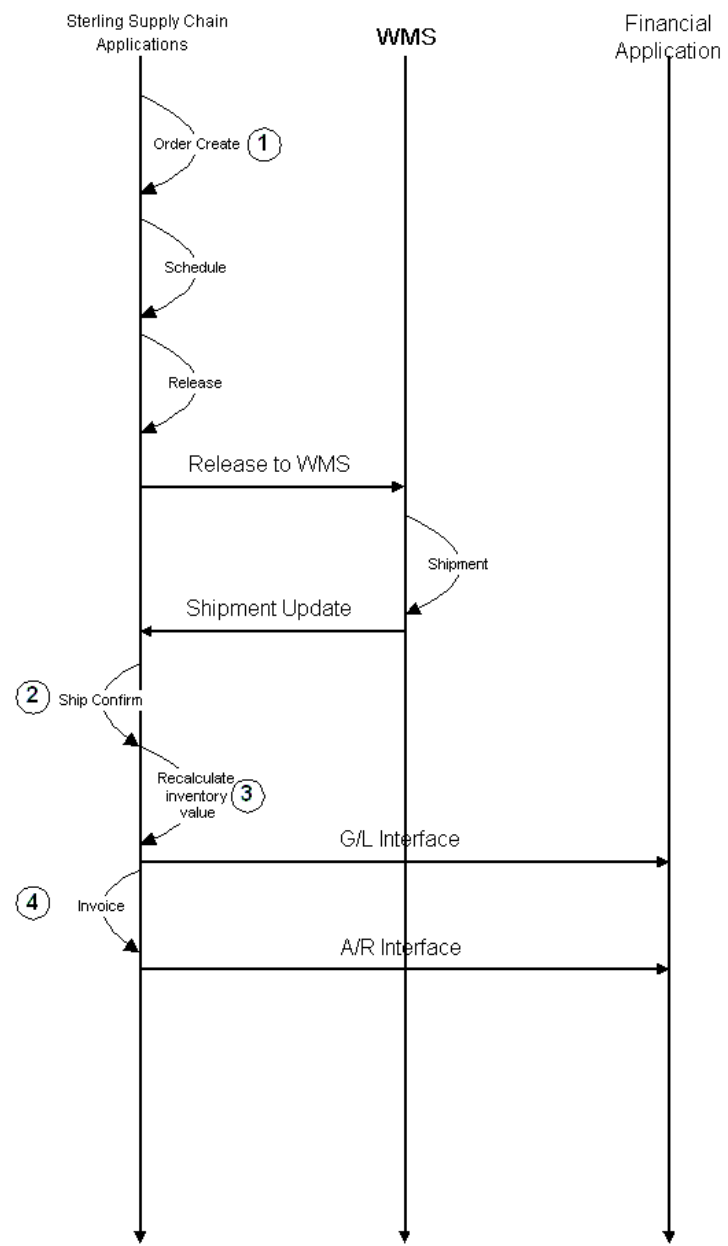 Sterling Supply Chain
Applications
WMS
Financial
Application
Order Create
1
Schedule
Release
Release to WMS
Shipment
Shipment Update
2
Ship Confirm
Recalculate
inventory
value
3
G/L Interface
4
Invoice
A/R Interface